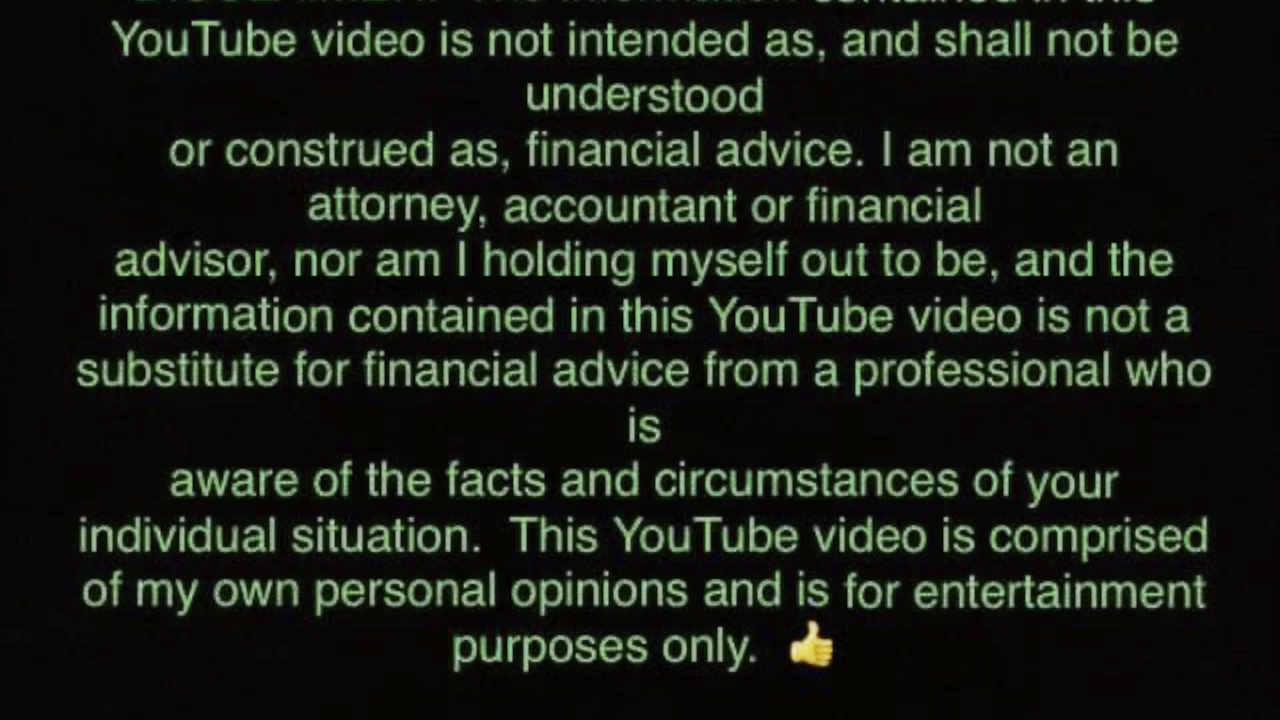 contained in this
YouTube video is not intended as, and shall not be
understood
or construed as, financial advice. I am not an
attorney, accountant or financial
advisor, nor am I holding myself out to be, and the
information contained in this YouTube video is not a
substitute for financial advice from a professional who
is
aware of the facts and circumstances of your
individual situation.  This YouTube video is comprised
of my own personal opinions and is for entertainment
purposes only. 👍